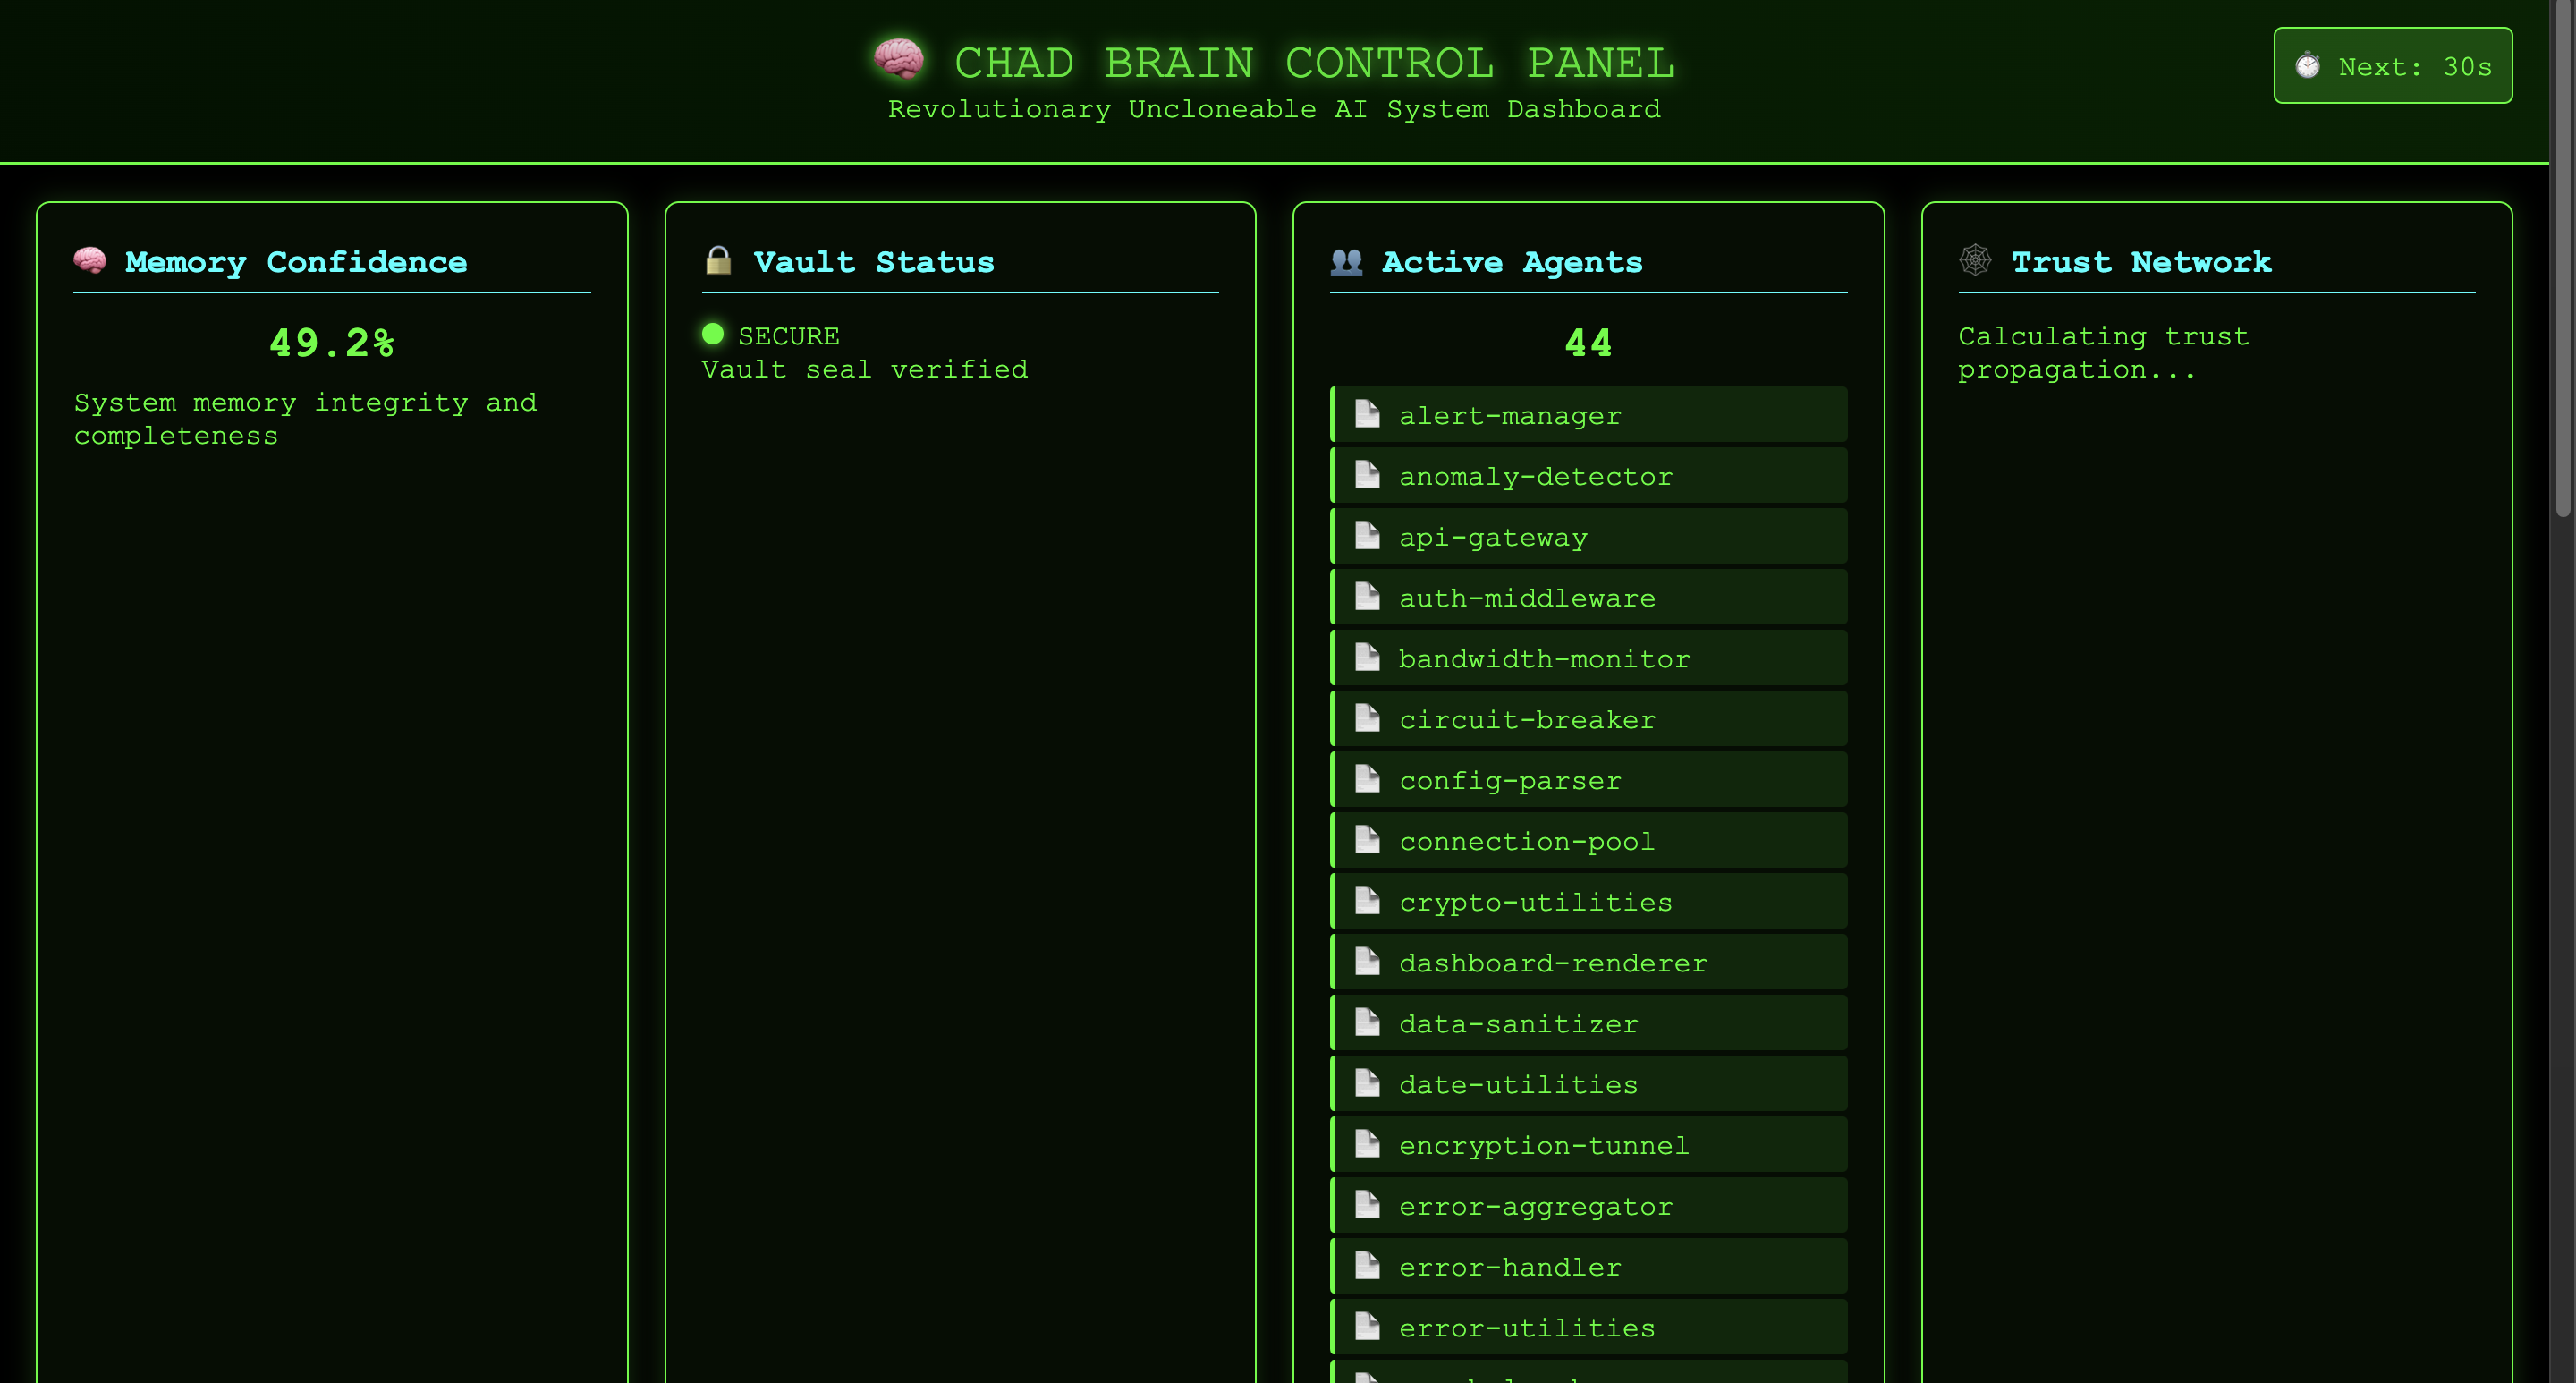 CHAD BRAIN CONTROL PANEL
Revolutionary Uncloneable AI System Dashboard
Next: 30s
Memory Confidence
49.2%
System memory integrity and
completeness
Vault Status
SECURE
Vault seal verified
Active Agents
44
alert-manager
anomaly-detector
api-gateway
auth-middleware
bandwidth-monitor
circuit-breaker
config-parser
connection-pool
crypto-utilities
dashboard-renderer
data-sanitizer
date-utilities
encryption-tunnel
error-aggregator
error-handler
error-utilities
Trust Network
Calculating trust
propagation...